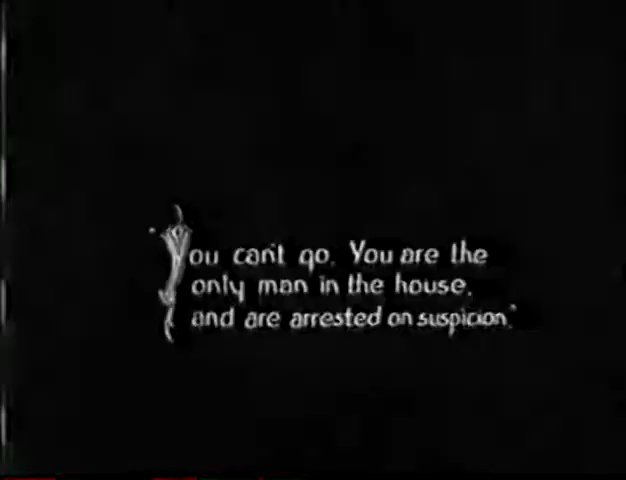 "You can't go. You are the
only man in the house,
and are arrested on suspicion."